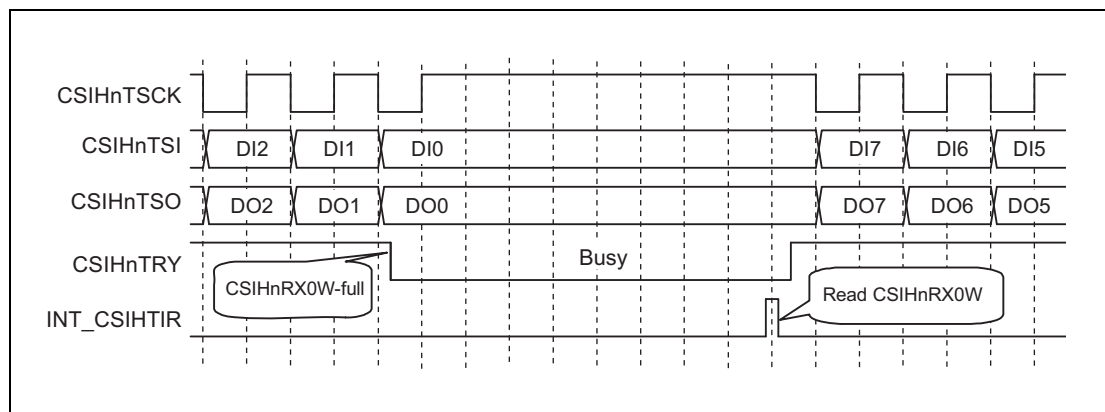 CSIHnTSCK
CSIHnTSI DI2 DI1 DI0 DI7 DI6 DI5
CSIHnTSO DO2 DO1 DO0 DO7 DO6 DO5
CSIHnTRY Busy
CSIHnRX0W-full
Read CSIHnRX0W
INT_CSIHTIR